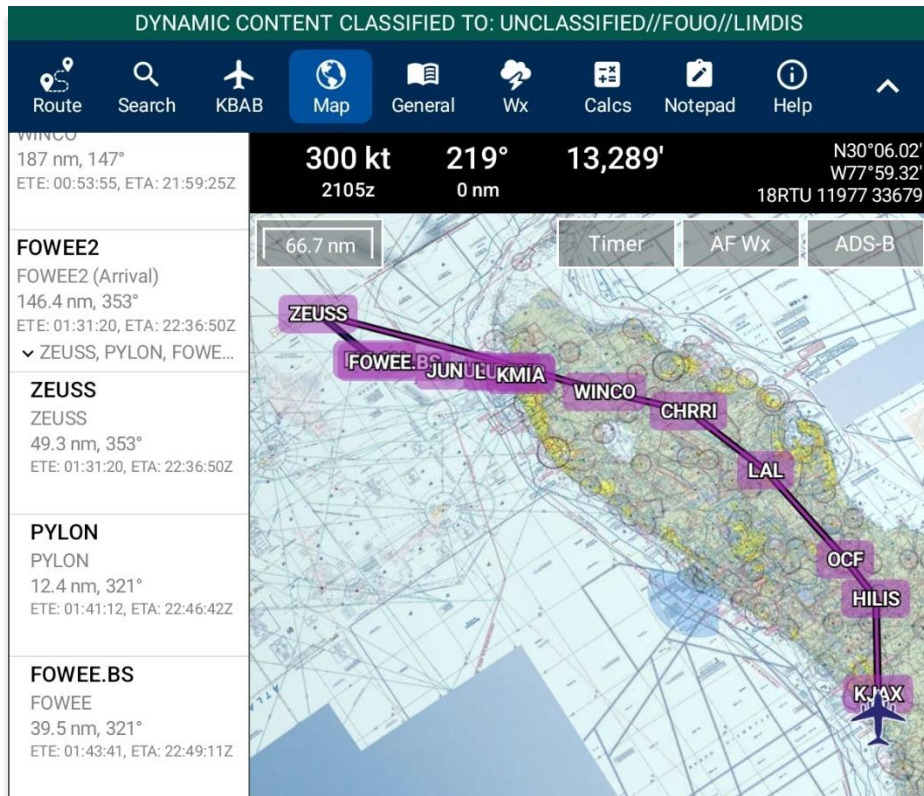 DYNAMIC CONTENT CLASSIFIED TO: UNCLASSIFIED//FOUO//LIMDIS
Route
Search
KBAB
Map
General
Wx
Calcs
Notepad
Help
WINCO
187 nm, 147°
ETE: 00:53:55, ETA: 21:59:25Z
FOWEE2
FOWEE2 (Arrival)
146.4 nm, 353°
ETE: 01:31:20, ETA: 22:36:50Z
ZEUSS, PYLON, FOWE...
ZEUSS
ZEUSS
49.3 nm, 353°
ETE: 01:31:20, ETA: 22:36:50Z
PYLON
PYLON
12.4 nm, 321°
ETE: 01:41:12, ETA: 22:46:42Z
FOWEE.BS
FOWEE
39.5 nm, 321°
ETE: 01:43:41, ETA: 22:49:11Z
300 kt
2105z
219°
0 nm
13,289'
N30°06.02'
W77°59.32'
18RTU 11977 33679
66.7 nm
Timer
AF Wx
ADS-B
ZEUSS
FOWEE.BS
KMIA
WINCO
CHRRI
LAL
OCF
HILIS
KJAX